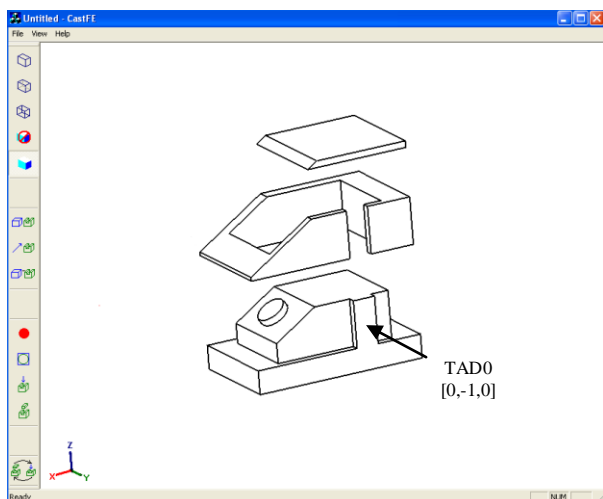 Untitled - CastFE
File View Help
TAD0
[0,-1,0]
Z
X
Y
Ready
NUM